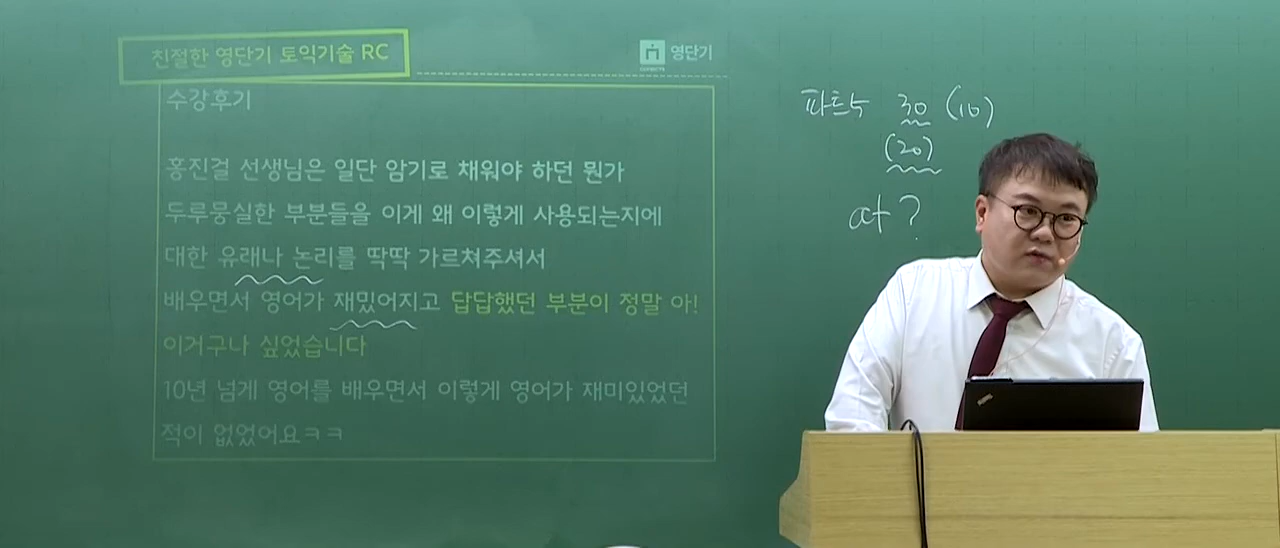 친절한 영단기 토익기술 RC
영단기
수강후기
홍진걸 선생님은 일단 암기로 채워야 하던 뭔가
두루뭉실한 부분들을 이게 왜 이렇게 사용되는지에
대한 유래나 논리를 딱딱 가르쳐주셔서
배우면서 영어가 재밌어지고 답답했던 부분이 정말 아!
이거구나 싶었습니다
10년 넘게 영어를 배우면서 이렇게 영어가 재미있었던
적이 없었어요ㅋㅋ
파트5 30 (10)
(20)
at ?